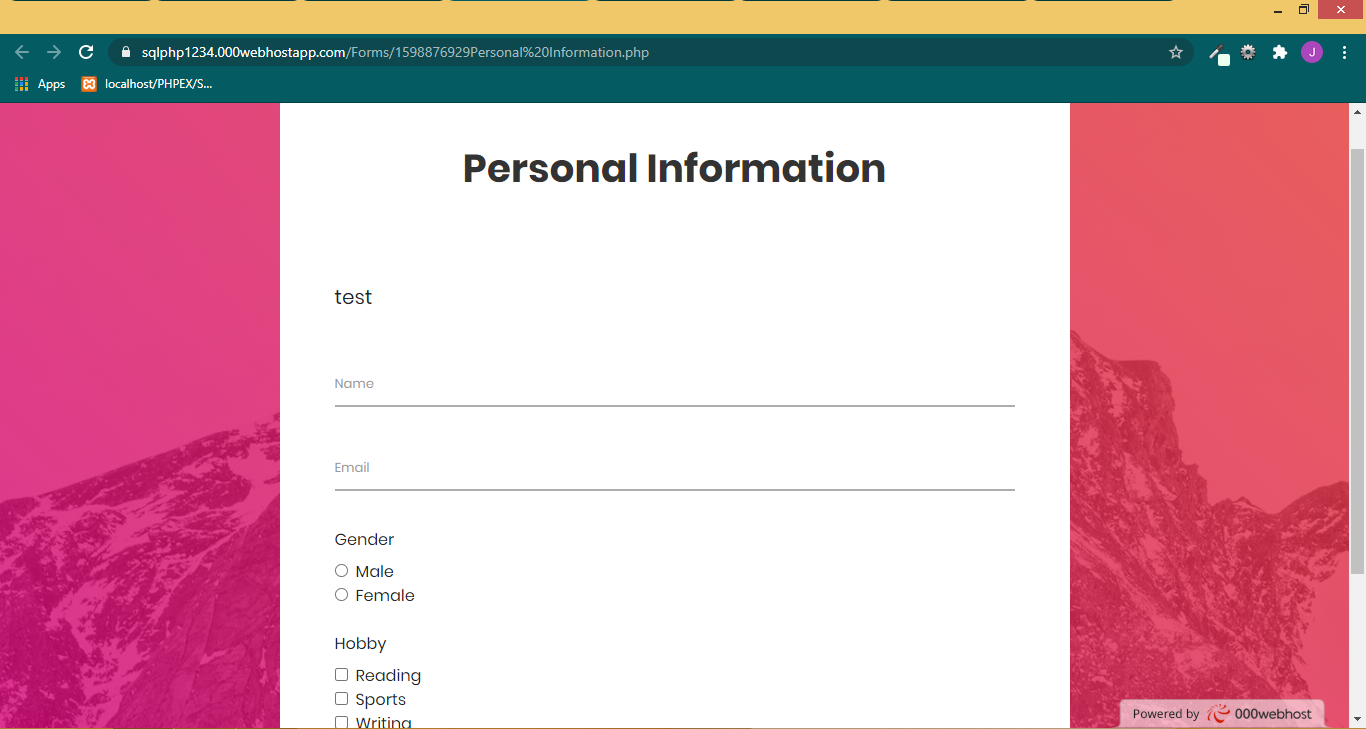 sqlphp1234.000webhostapp.com/Forms/1598876929Personal%20Information.php
J
Apps
localhost/PHPEX/S...
Personal Information
test
Name
Email
Gender
Male
Female
Hobby
Reading
Sports
Writing
Powered by 000webhost